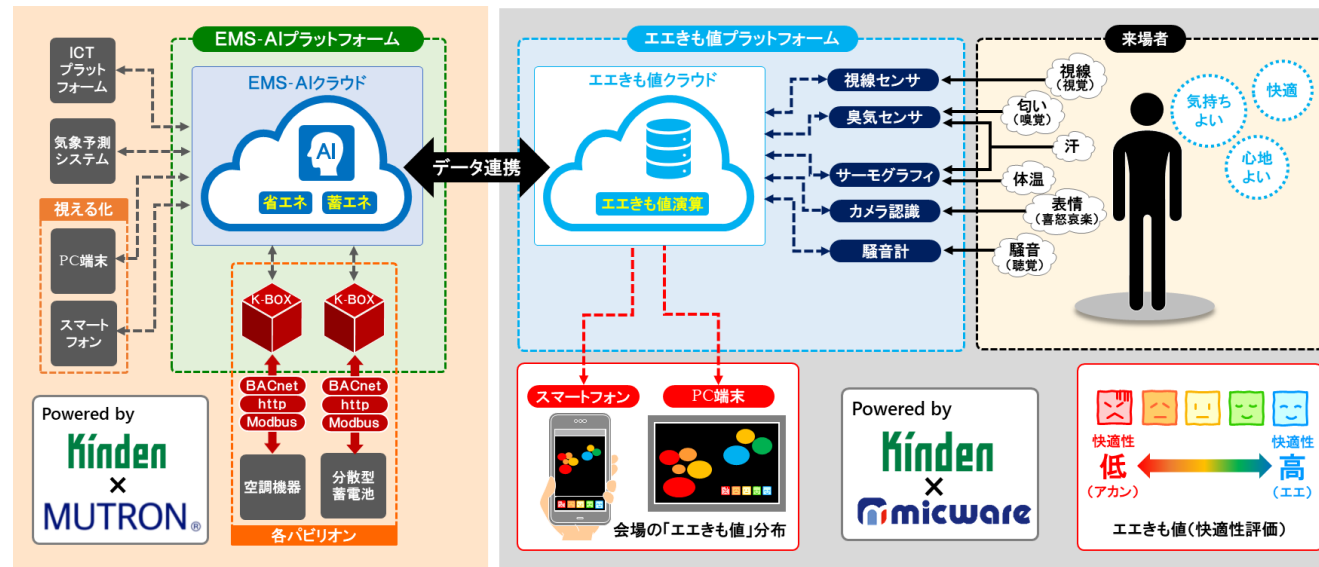 EMS-AIプラットフォーム
ICT
プラット
フォーム
気象予測
システム
視える化
PC端末
スマート
フォン
EMS-AIクラウド
AI
省エネ
蓄エネ
データ連携
K-BOX
K-BOX
BACnet
http
Modbus
BACnet
http
Modbus
空調機器
分散型
蓄電池
各パビリオン
Powered by
Kinden
×
MUTRON®
エエきも値プラットフォーム
エエきも値クラウド
エエきも値演算
視線センサ
臭気センサ
サーモグラフィ
カメラ認識
騒音計
来場者
視線
(視覚)
匂い
(嗅覚)
汗
体温
表情
(喜怒哀楽)
騒音
(聴覚)
気持ち
よい
快適
心地
よい
スマートフォン
PC端末
会場の「エエきも値」分布
Powered by
Kinden
×
micware
快適性
低
(アカン)
快適性
高
(エエ)
エエきも値(快適性評価)